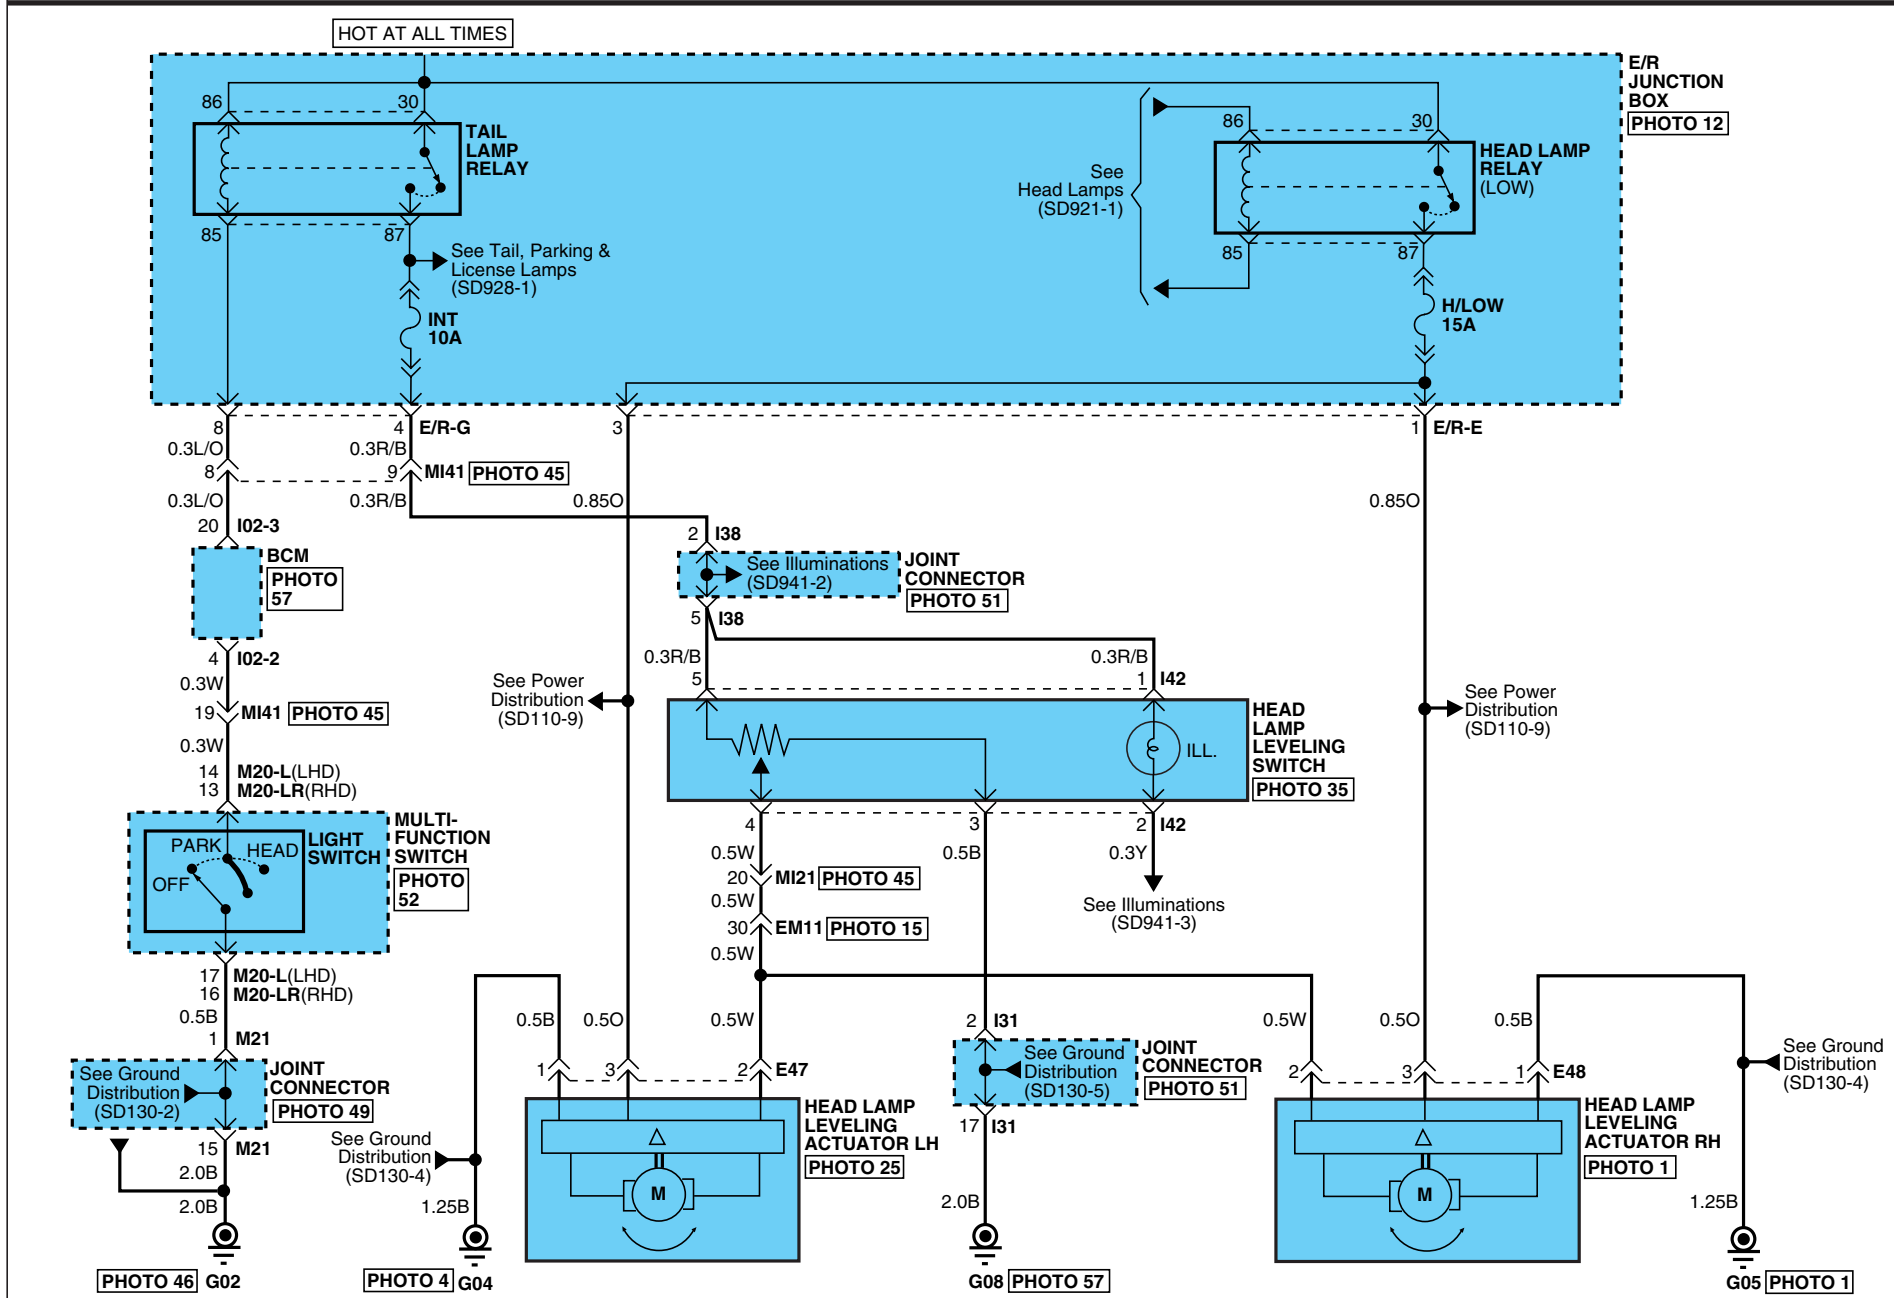 HOT AT ALL TIMES
E/R
JUNCTION
BOX
PHOTO 12
86
30
TAIL
LAMP
RELAY
85
87
See Tail, Parking &
License Lamps
(SD928-1)
INT
10A
See
Head Lamps
(SD921-1)
86
30
HEAD LAMP
RELAY
(LOW)
85
87
H/LOW
15A
8
4
E/R-G
3
1
E/R-E
0.3L/O
0.3R/B
8
9
MI41
PHOTO 45
0.3L/O
0.3R/B
0.85O
0.85O
20
I02-3
BCM
PHOTO
57
4
I02-2
0.3W
19
MI41
PHOTO 45
0.3W
14
M20-L(LHD)
13
M20-LR(RHD)
2
I38
See Illuminations
(SD941-2)
JOINT
CONNECTOR
PHOTO 51
5
I38
0.3R/B
0.3R/B
5
1
I42
See Power
Distribution
(SD110-9)
See Power
Distribution
(SD110-9)
ILL.
HEAD
LAMP
LEVELING
SWITCH
PHOTO 35
4
3
2
I42
0.5W
0.5B
0.3Y
20
MI21
PHOTO 45
0.5W
30
EM11
PHOTO 15
0.5W
See Illuminations
(SD941-3)
PARK
HEAD
OFF
LIGHT
SWITCH
MULTI-
FUNCTION
SWITCH
PHOTO
52
17
M20-L(LHD)
16
M20-LR(RHD)
0.5B
1
M21
See Ground
Distribution
(SD130-2)
JOINT
CONNECTOR
PHOTO 49
15
M21
2.0B
2.0B
PHOTO 46
G02
0.5B
0.5O
0.5W
1
3
2
E47
See Ground
Distribution
(SD130-4)
1.25B
PHOTO 4
G04
M
HEAD LAMP
LEVELING
ACTUATOR LH
PHOTO 25
2
I31
See Ground
Distribution
(SD130-5)
JOINT
CONNECTOR
PHOTO 51
17
I31
2.0B
G08
PHOTO 57
0.5W
0.5O
0.5B
2
3
1
E48
M
HEAD LAMP
LEVELING
ACTUATOR RH
PHOTO 1
See Ground
Distribution
(SD130-4)
1.25B
G05
PHOTO 1